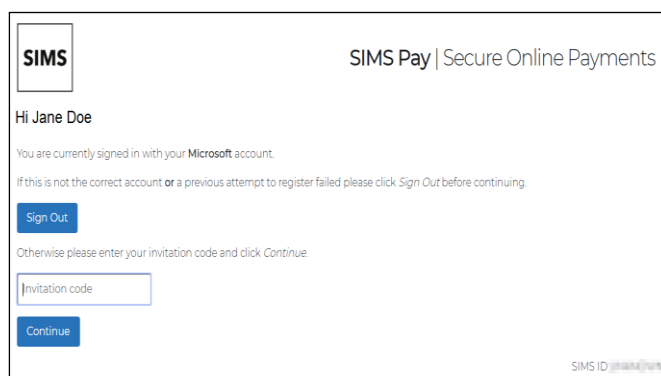 SIMS
SIMS Pay | Secure Online Payments
Hi Jane Doe
You are currently signed in with your Microsoft account.
If this is not the correct account or a previous attempt to register failed please click Sign Out before continuing.
Sign Out
Otherwise please enter your invitation code and click Continue.
Invitation code
Continue
SIMS ID